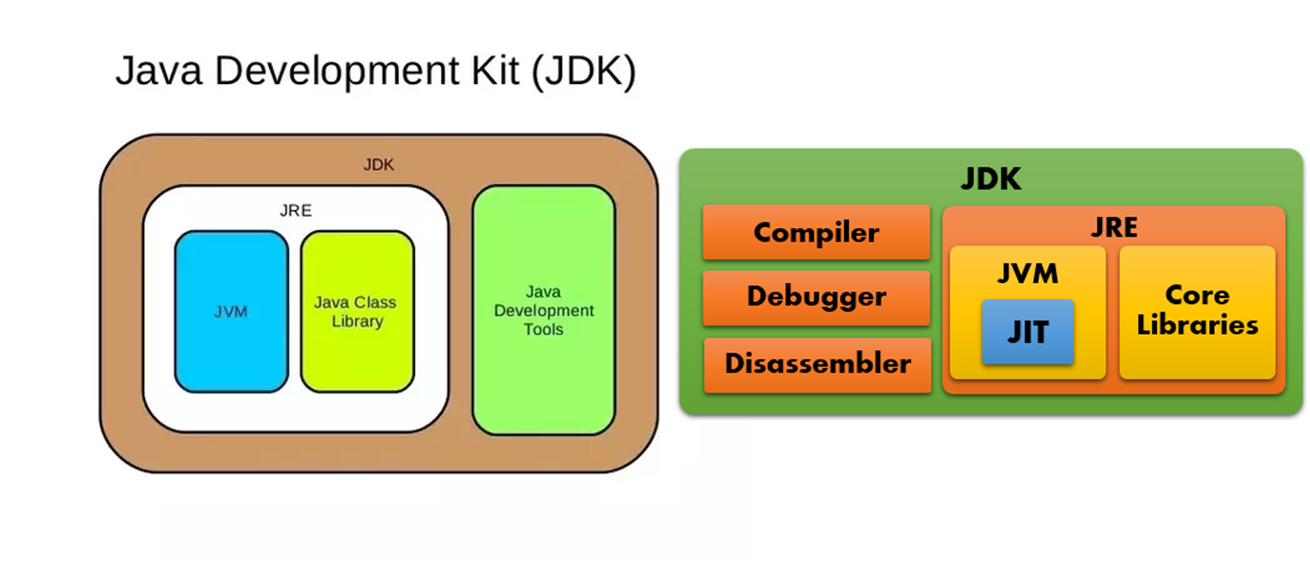 Java Development Kit (JDK)
JDK
JRE
JVM
Java Class
Library
Java
Development
Tools
JDK
Compiler
Debugger
Disassembler
JRE
JVM
JIT
Core
Libraries